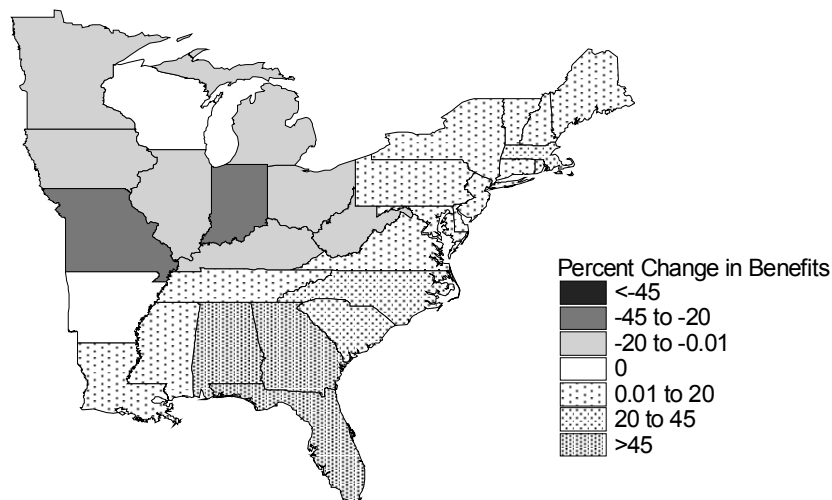 Percent Change in Benefits
<-45
-45 to -20
-20 to -0.01
0
0.01 to 20
20 to 45
>45